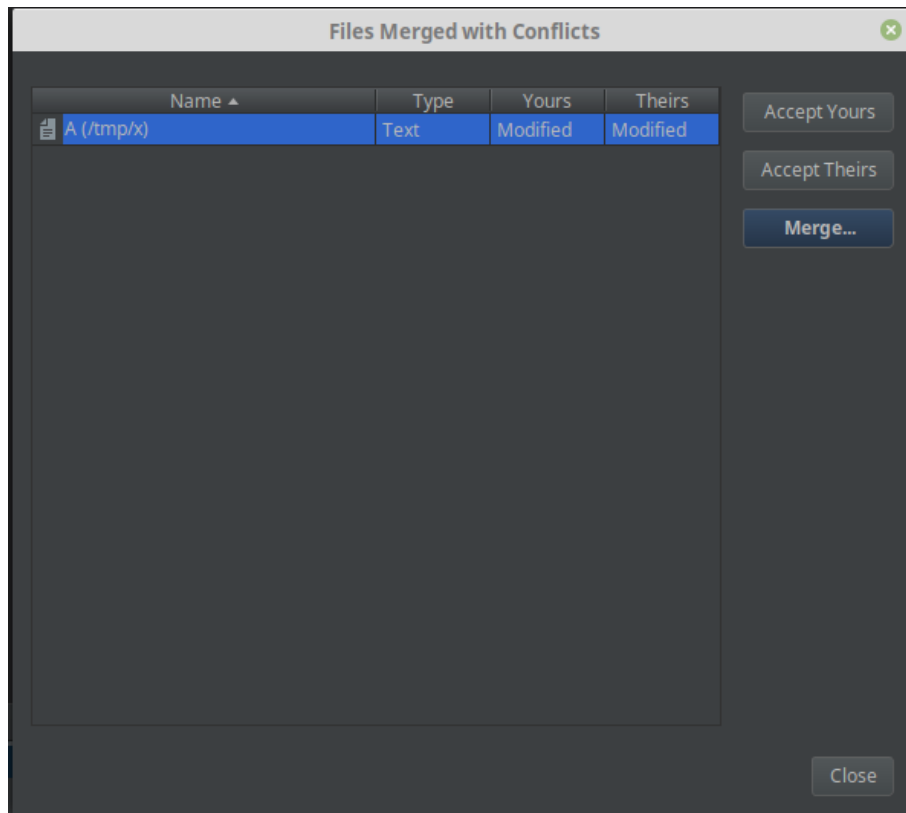 Files Merged with Conflicts
Name Type Yours Theirs
A (/tmp/x) Text Modified Modified
Accept Yours
Accept Theirs
Merge...
Close